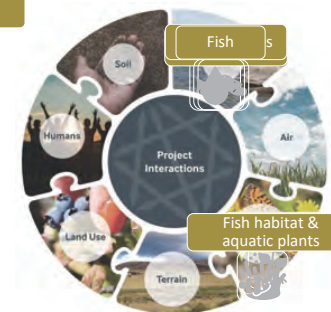 Fish
s
Soil
Air
Humans
Project
Interactions
Fish habitat &
aquatic plants
Land Use
Terrain